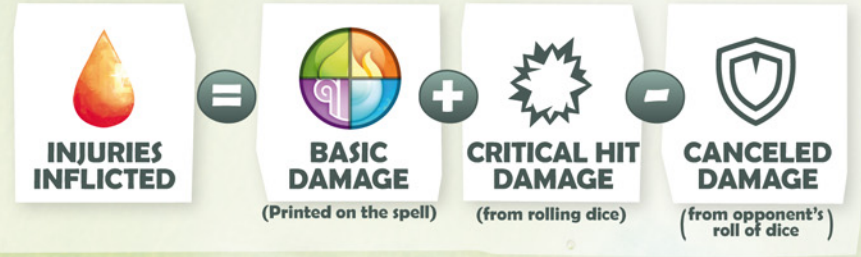 =
+
-
INJURIES
INFLICTED
BASIC
DAMAGE
(Printed on the spell)
CRITICAL HIT
DAMAGE
(from rolling dice)
CANCELED
DAMAGE
(from opponent's
roll of dice)